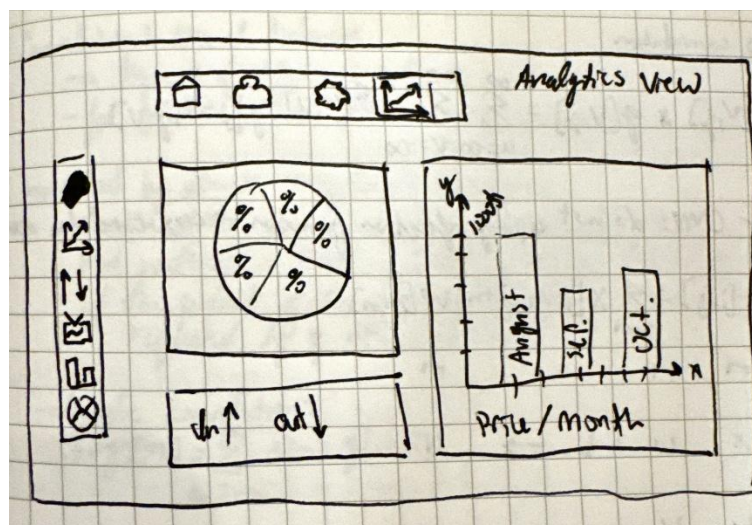 Analytics View
%
%
%
%
%
y
1000$
August
Sep.
Oct.
x
In ↑ out ↓
Price / Month